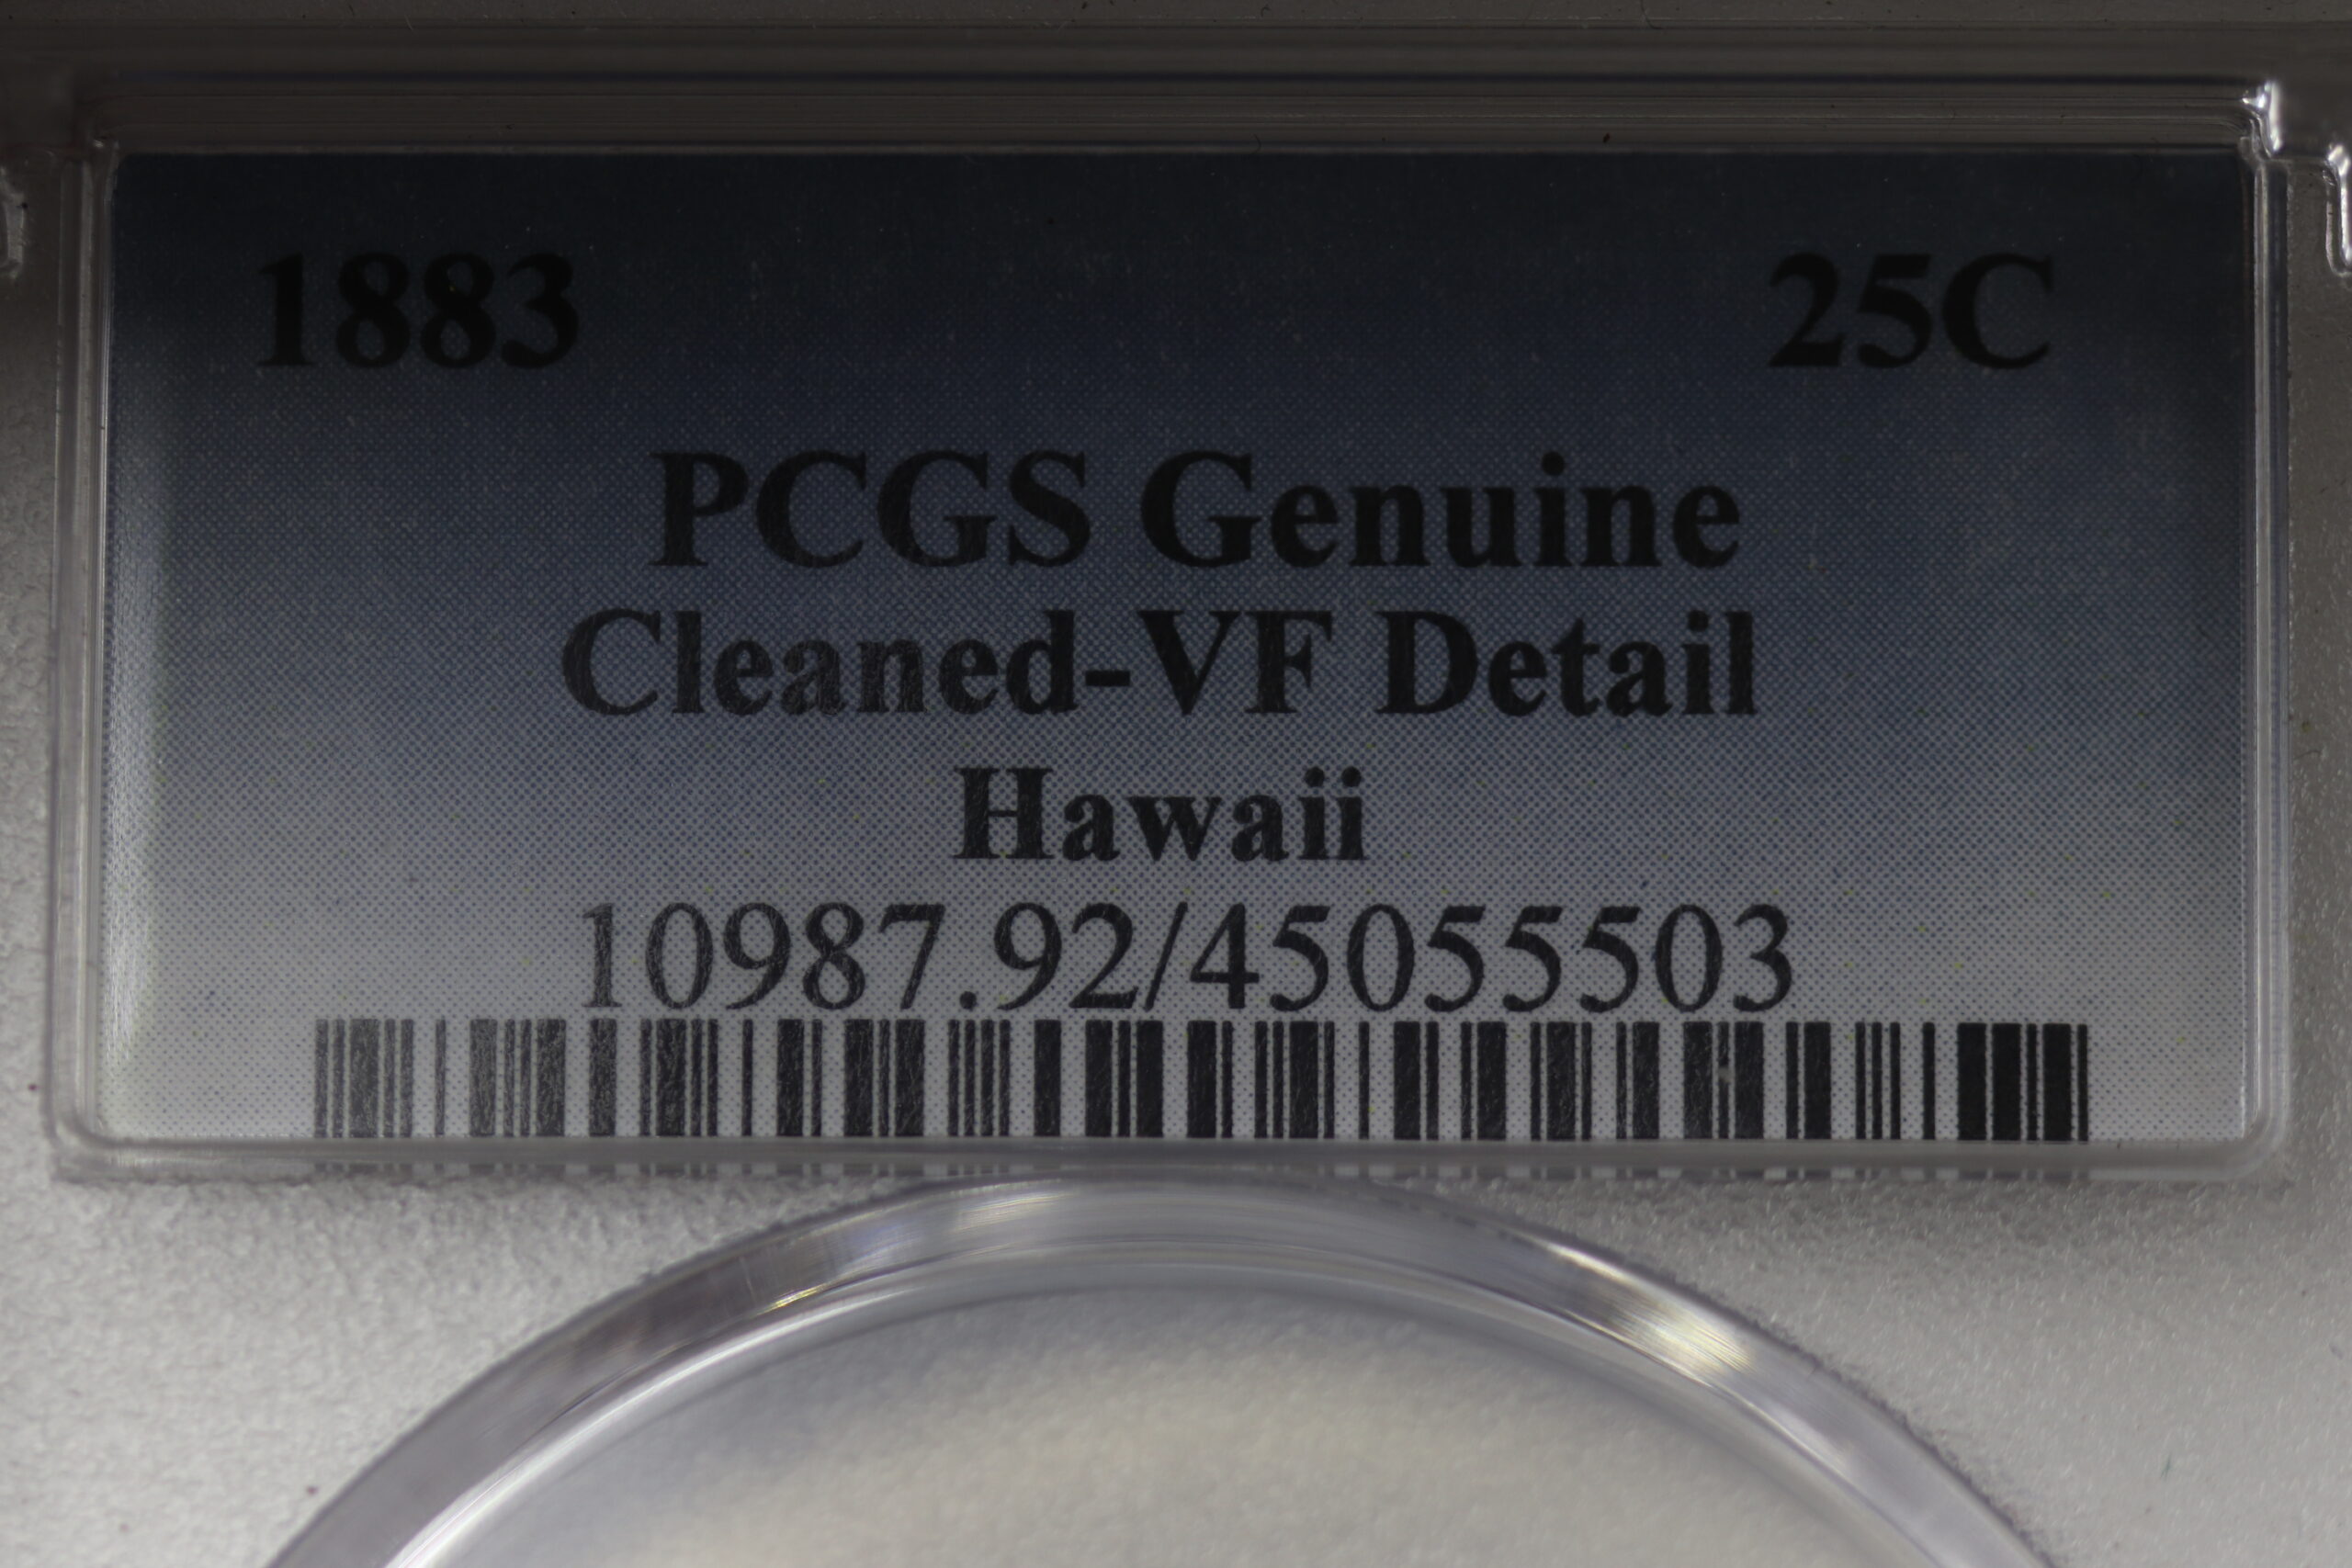 1883 25C
PCGS Genuine
Cleaned-VF Detail
Hawaii
10987.92/45055503